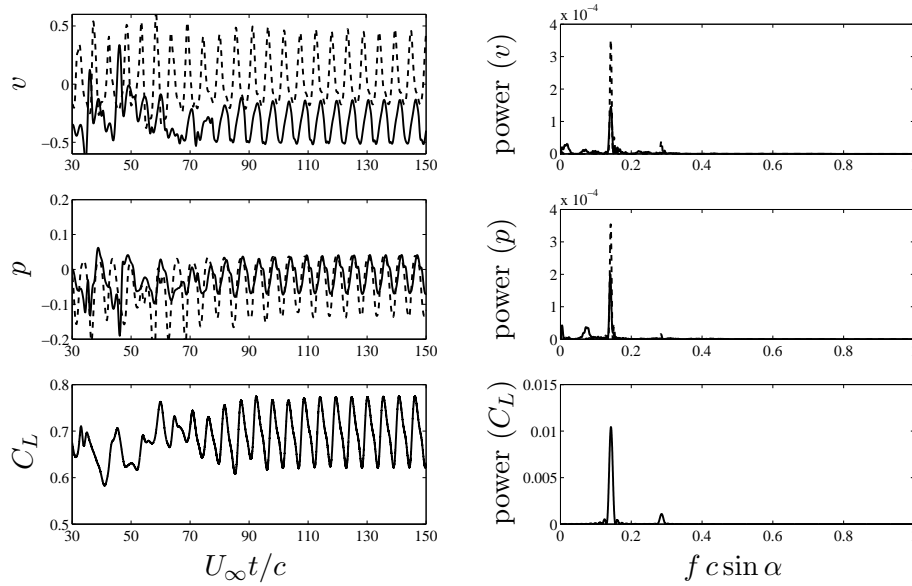 0.6
0
−0.5
v
30 50 70 90 110 130 150
x 10⁻⁴
4
3
2
1
0
power (v)
0 0.2 0.4 0.6 0.8
0.2
0.1
0
−0.1
−0.2
p
30 50 70 90 110 130 150
x 10⁻⁴
4
3
2
1
0
power (p)
0 0.2 0.4 0.6 0.8
0.8
0.7
0.6
0.5
C_L
30 50 70 90 110 130 150
U_∞t/c
0.015
0.01
0.005
0
power (C_L)
0 0.2 0.4 0.6 0.8
f c sin α